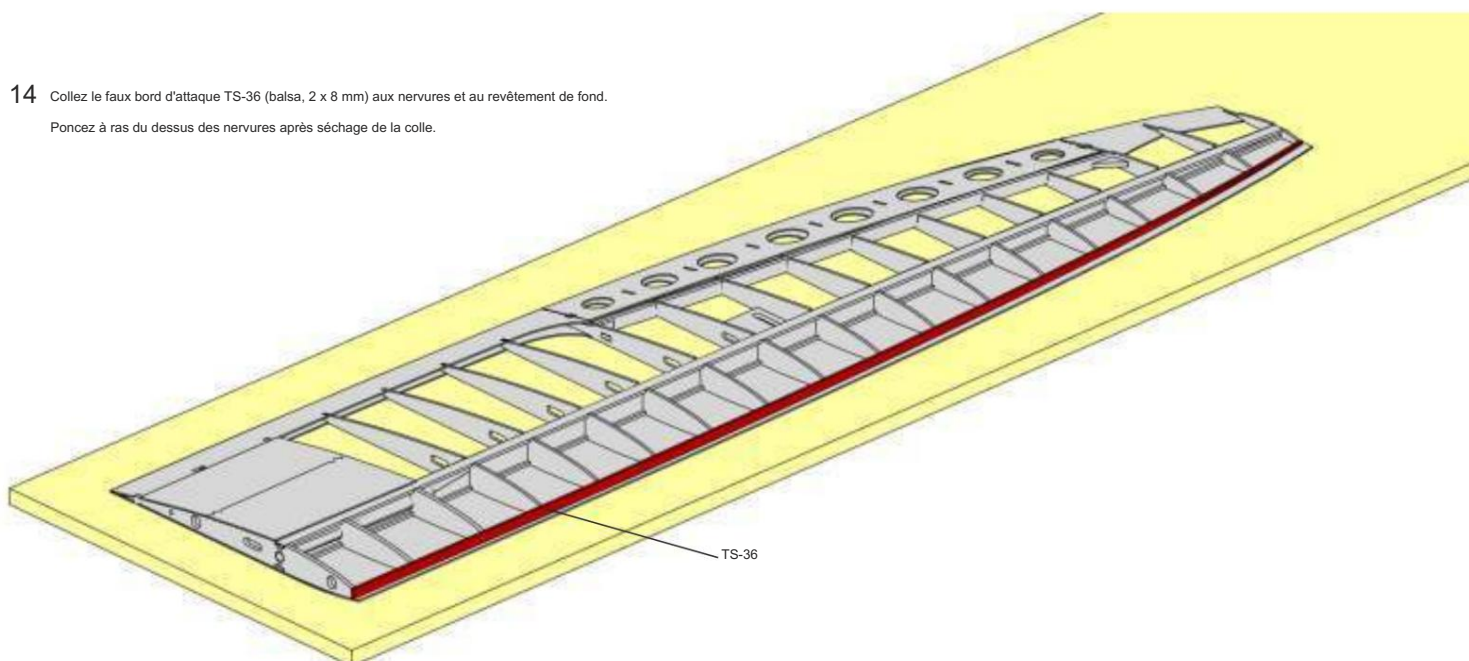 14 Collez le faux bord d'attaque TS-36 (balsa, 2 x 8 mm) aux nervures et au revêtement de fond.
Poncez à ras du dessus des nervures après séchage de la colle.
TS-36